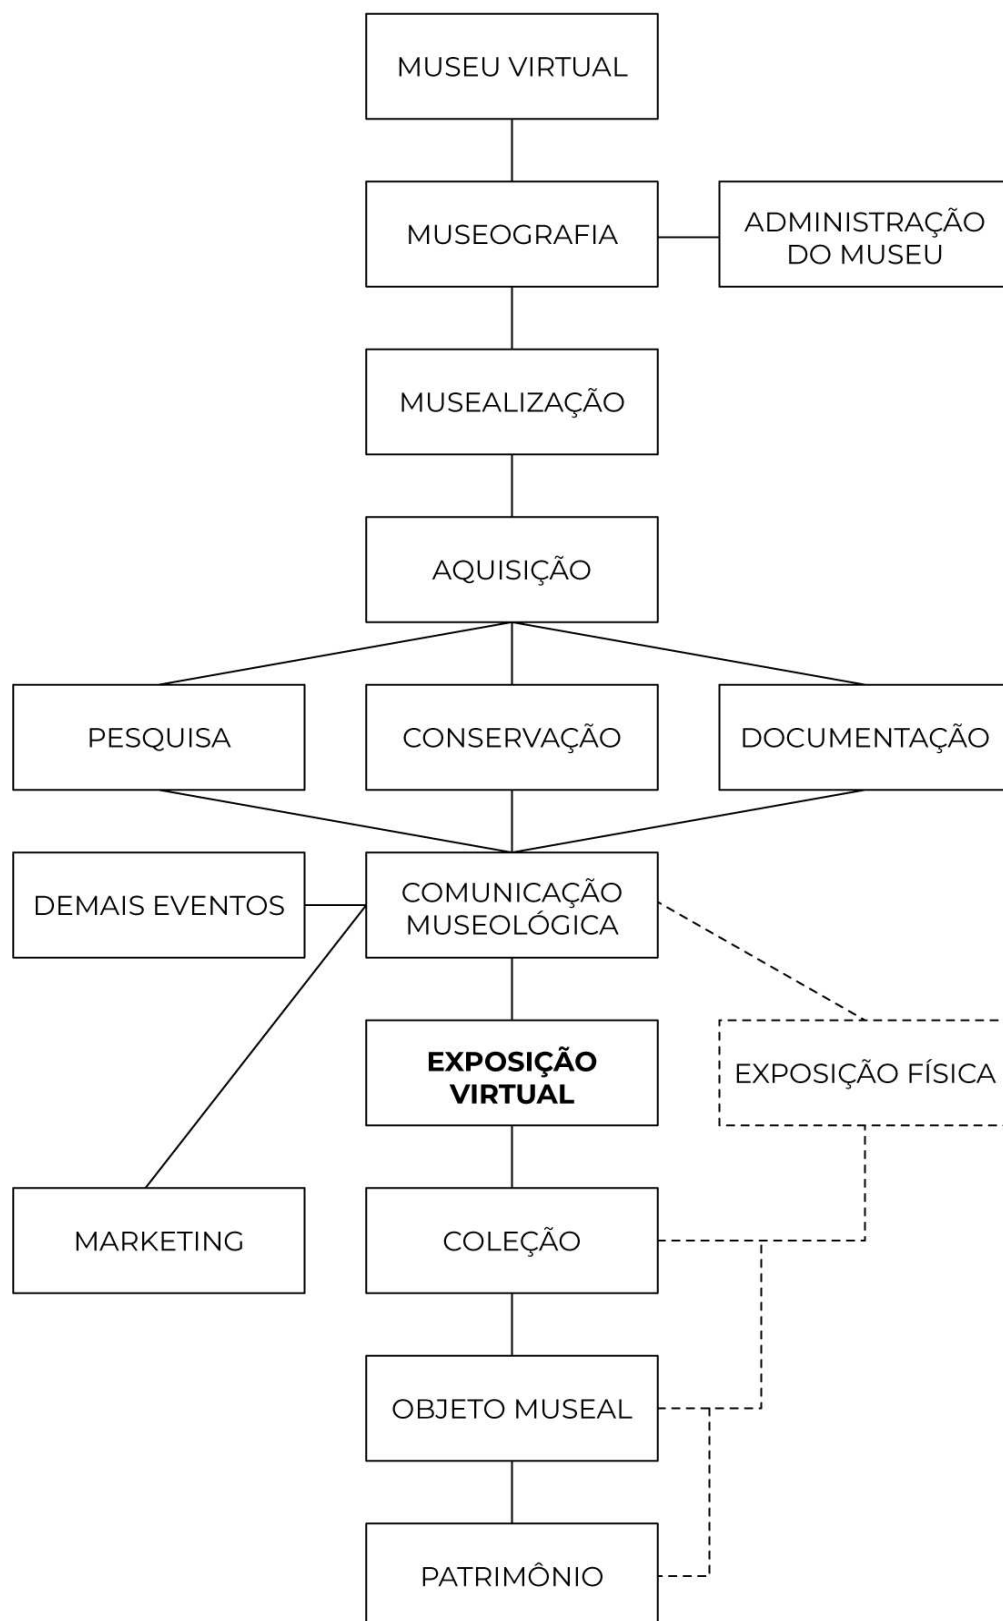 MUSEU VIRTUAL
MUSEOGRAFIA
ADMINISTRAÇÃO
DO MUSEU
MUSEALIZAÇÃO
AQUISIÇÃO
PESQUISA
CONSERVAÇÃO
DOCUMENTAÇÃO
DEMAIS EVENTOS
COMUNICAÇÃO
MUSEOLÓGICA
EXPOSIÇÃO
VIRTUAL
EXPOSIÇÃO FÍSICA
MARKETING
COLEÇÃO
OBJETO MUSEAL
PATRIMÔNIO